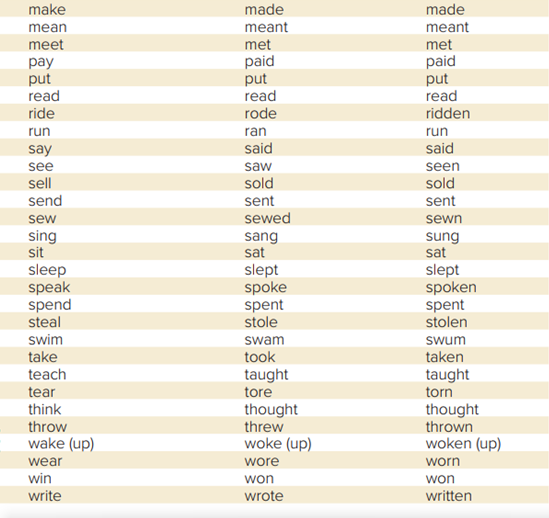 make made made
mean meant meant
meet met met
pay paid paid
put put put
read read read
ride rode ridden
run ran run
say said said
see saw seen
sell sold sold
send sent sent
sew sewed sewn
sing sang sung
sit sat sat
sleep slept slept
speak spoke spoken
spend spent spent
steal stole stolen
swim swam swum
take took taken
teach taught taught
tear tore torn
think thought thought
throw threw thrown
wake (up) woke (up) woken (up)
wear wore worn
win won won
write wrote written